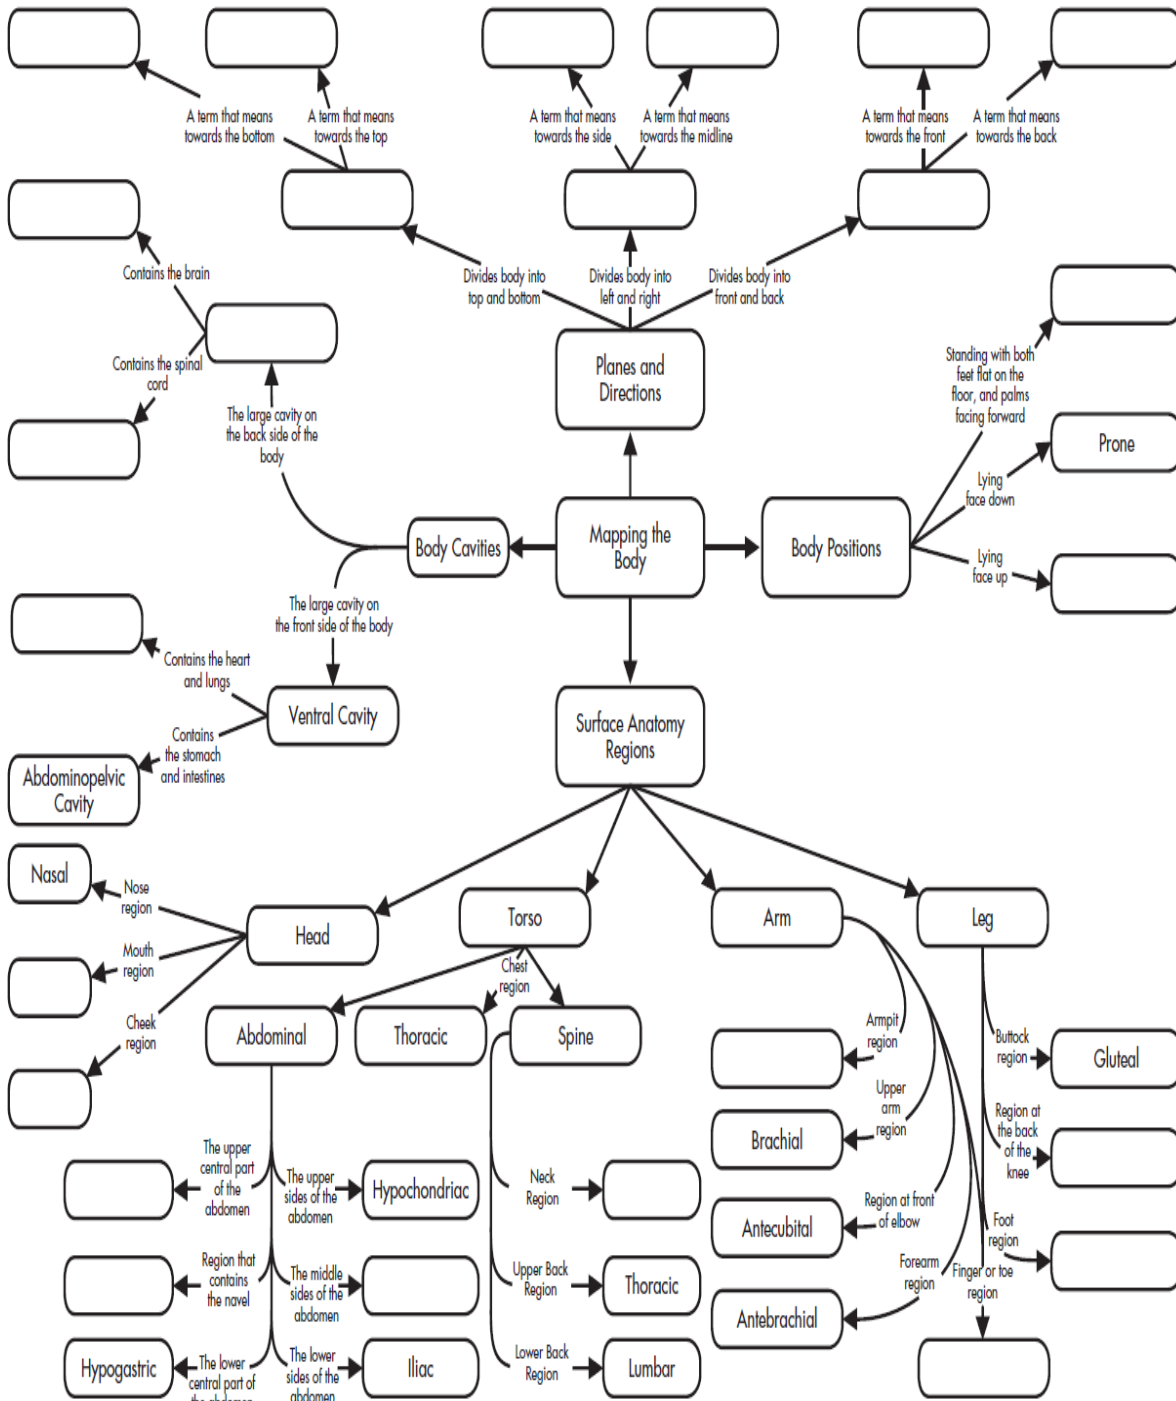 A term that means
towards the bottom
A term that means
towards the top
A term that means
towards the side
A term that means
towards the midline
A term that means
towards the front
A term that means
towards the back
Contains the brain
Divides body into
top and bottom
Divides body into
left and right
Divides body into
front and back
Contains the spinal
cord
Planes and
Directions
Standing with both
feet flat on the
floor, and palms
facing forward
The large cavity on
the back side of the
body
Prone
Lying
face down
Body Cavities
Mapping the
Body
Body Positions
Lying
face up
The large cavity on
the front side of the body
Contains the heart
and lungs
Ventral Cavity
Surface Anatomy
Regions
Contains
the stomach
and intestines
Abdominopelvic
Cavity
Nasal
Nose
region
Head
Torso
Arm
Leg
Mouth
region
Cheek
region
Chest
region
Abdominal
Thoracic
Spine
Armpit
region
Buttock
region
Gluteal
Upper
arm
region
Brachial
Region at
the back
of the
knee
The upper
central part
of the
abdomen
The upper
sides of the
abdomen
Hypochondriac
Neck
Region
Region at front
of elbow
Antecubital
Foot
region
Region that
contains
the navel
The middle
sides of the
abdomen
Upper Back
Region
Thoracic
Forearm
region
Finger or toe
region
Antebrachial
Hypogastric
The lower
central part of
the abdomen
The lower
sides of the
abdomen
Iliac
Lower Back
Region
Lumbar